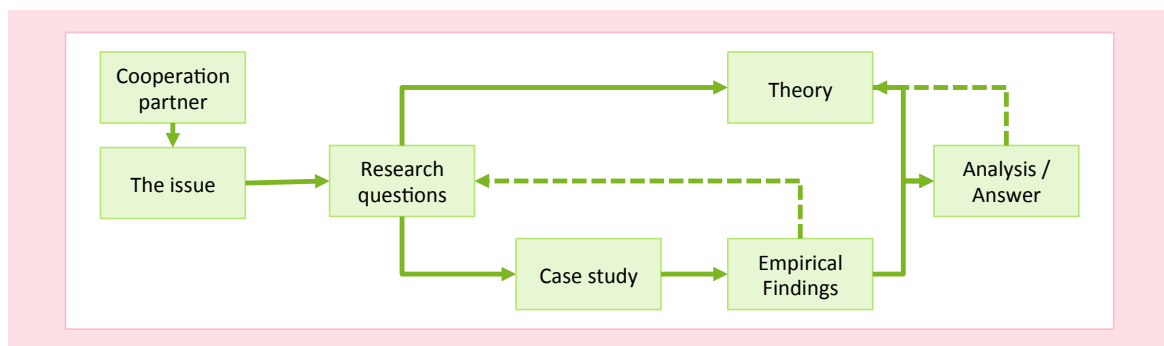 Cooperation
partner
The issue
Research
questions
Theory
Case study
Empirical
Findings
Analysis /
Answer